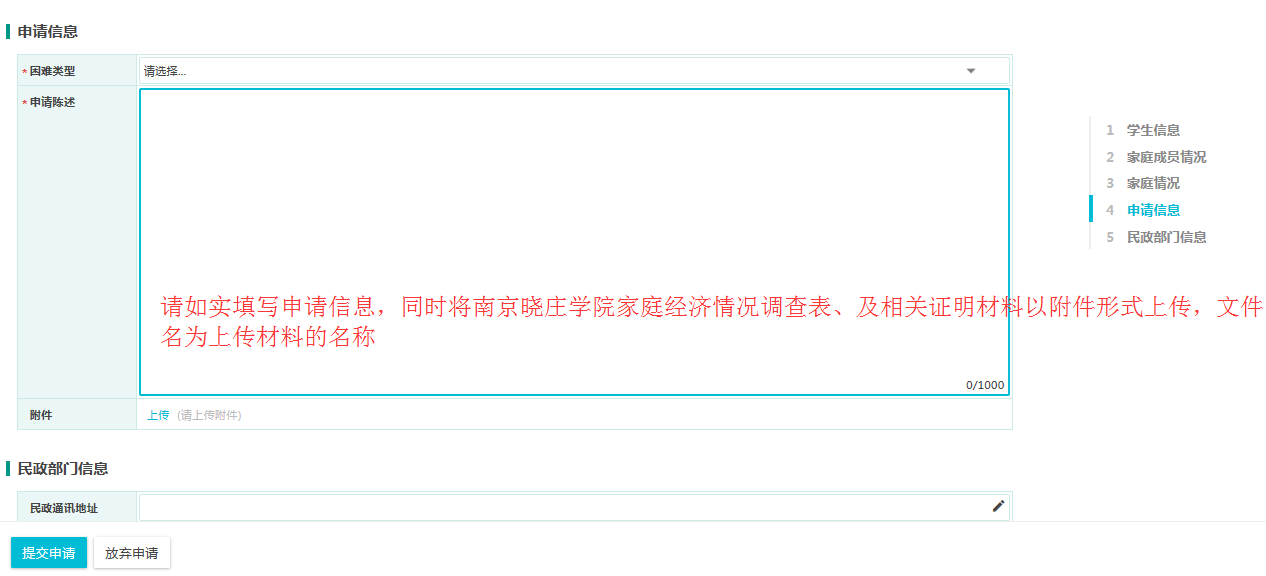 申请信息
*困难类型
请选择...
*申请陈述
请如实填写申请信息，同时将南京晓庄学院家庭经济情况调查表、及相关证明材料以附件形式上传，文件
名为上传材料的名称
0/1000
附件
上传 (请上传附件)
民政部门信息
民政通讯地址
提交申请 放弃申请
1 学生信息
2 家庭成员情况
3 家庭情况
4 申请信息
5 民政部门信息